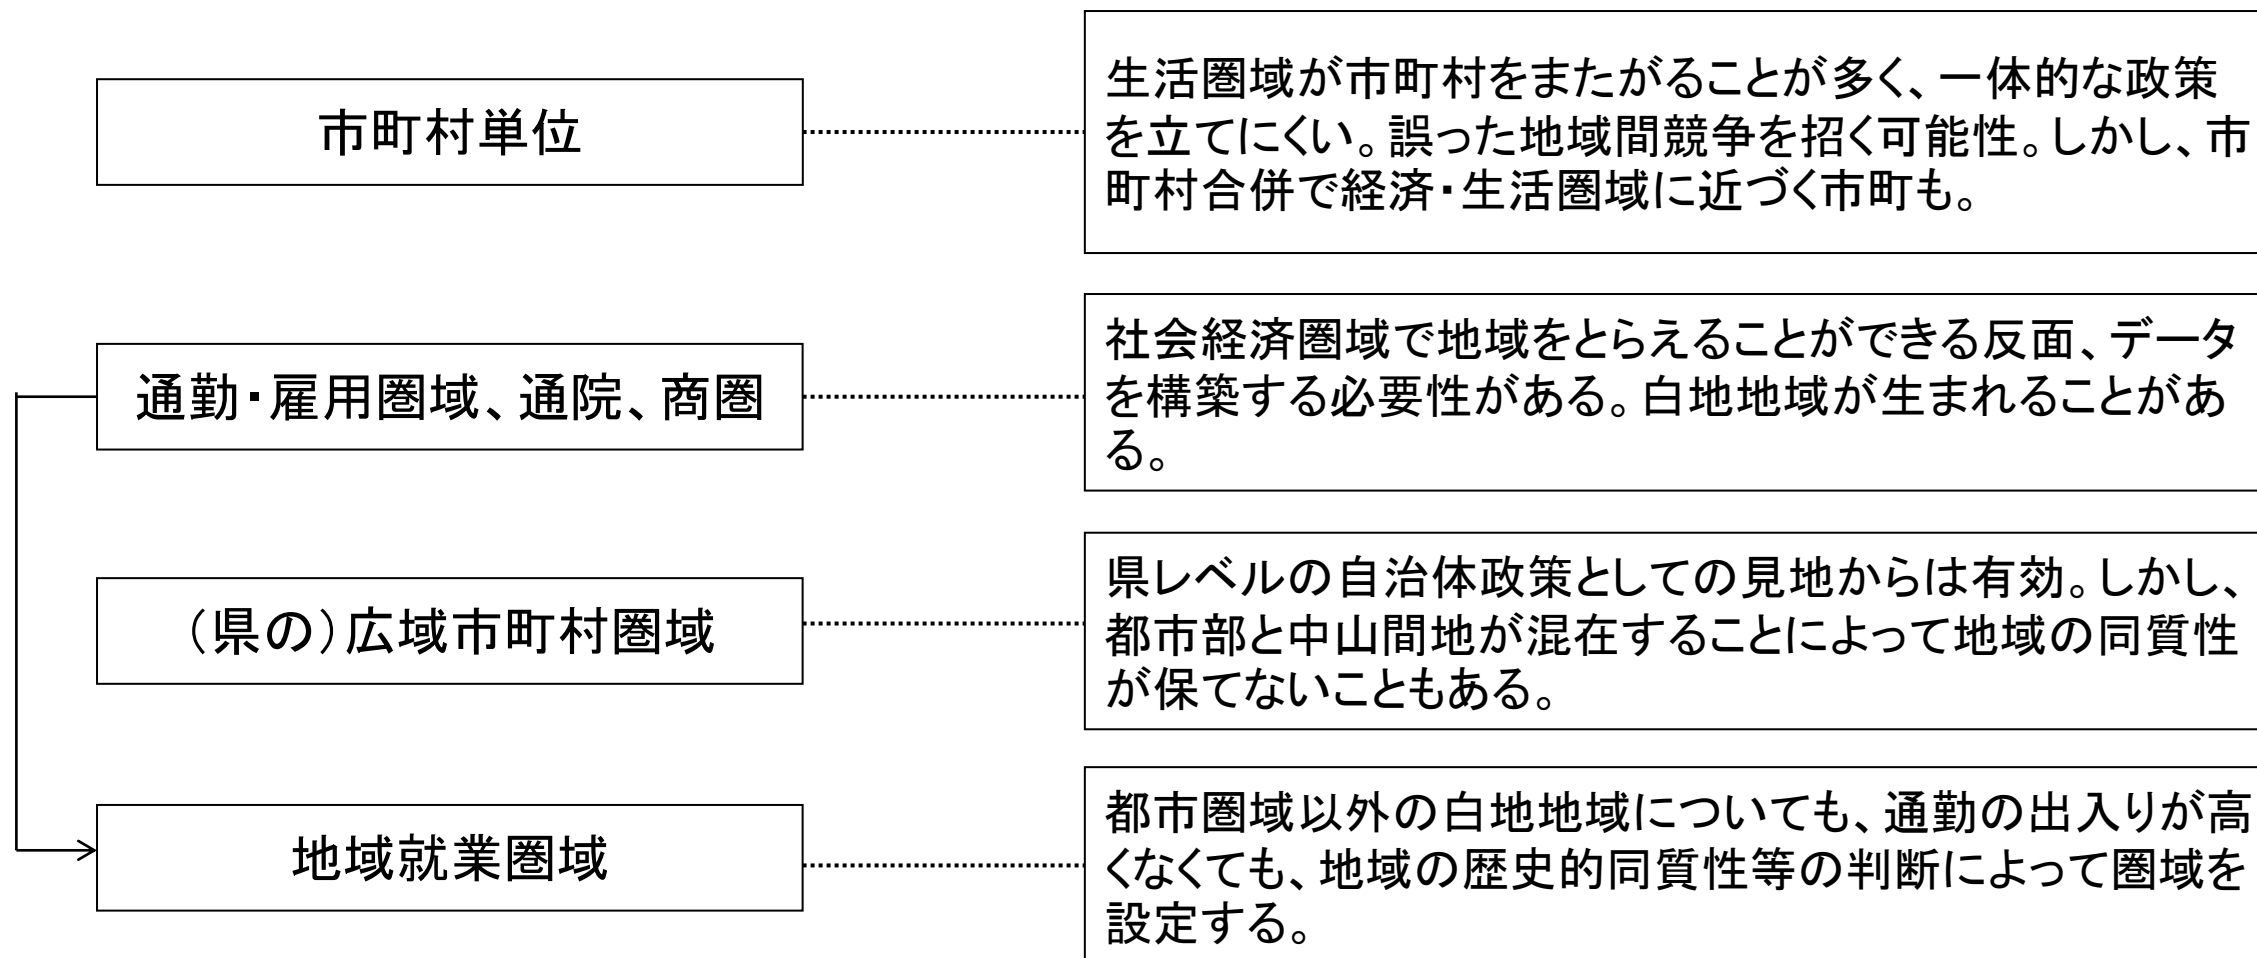 市町村単位
生活圏域が市町村をまたがることが多く、一体的な政策
を立てにくい。誤った地域間競争を招く可能性。しかし、市
町村合併で経済・生活圏域に近づく市町も。
通勤・雇用圏域、通院、商圏
社会経済圏域で地域をとらえることができる反面、データ
を構築する必要性がある。白地地域が生まれることがあ
る。
（県の）広域市町村圏域
県レベルの自治体政策としての見地からは有効。しかし、
都市部と中山間地が混在することによって地域の同質性
が保てないこともある。
地域就業圏域
都市圏域以外の白地地域についても、通勤の出入りが高
くなくても、地域の歴史的同質性等の判断によって圏域を
設定する。